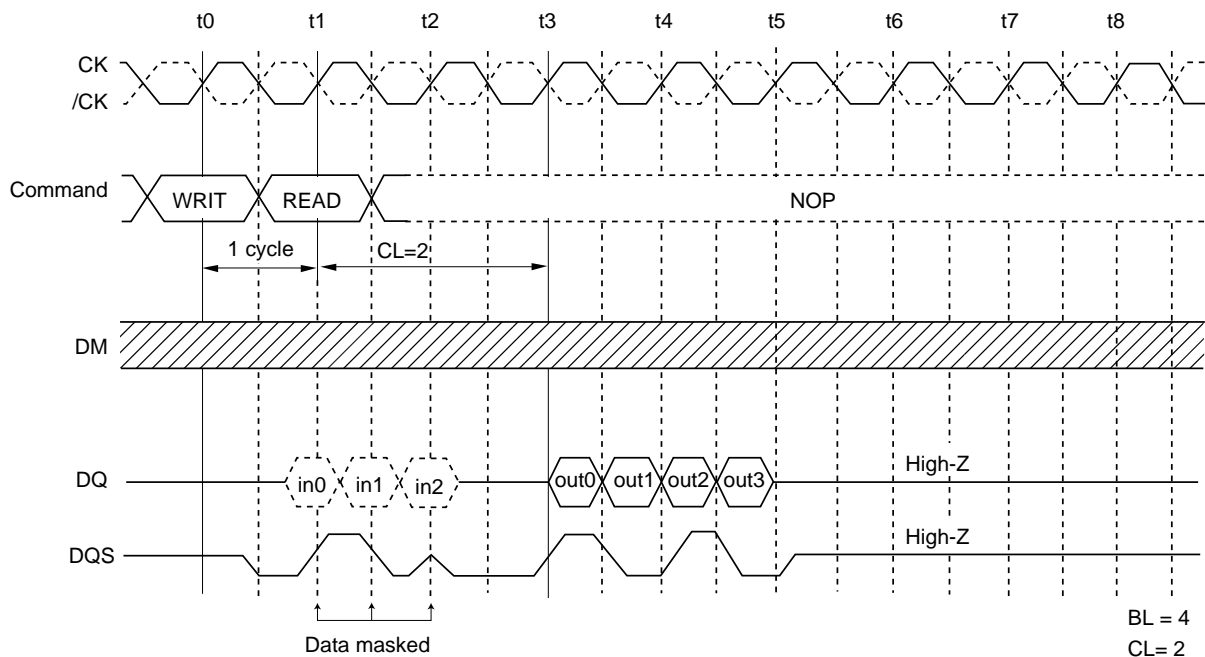 t0 t1 t2 t3 t4 t5 t6 t7 t8
CK
/CK
Command WRIT READ NOP
1 cycle CL=2
DM
DQ in0 in1 in2 out0 out1 out2 out3 High-Z
DQS High-Z
Data masked
BL = 4
CL= 2